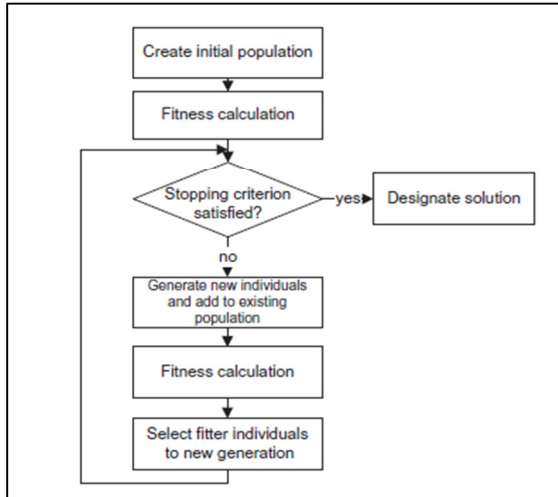 Create initial population
Fitness calculation
Stopping criterion
satisfied?
yes
Designate solution
no
Generate new individuals
and add to existing
population
Fitness calculation
Select fitter individuals
to new generation